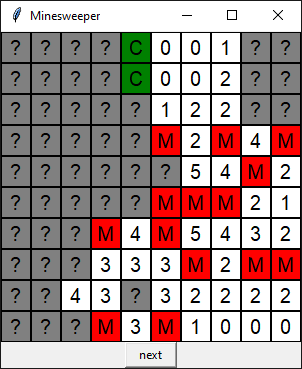 Minesweeper
? ? ? ? C 0 0 1 ? ?
? ? ? ? C 0 0 2 ? ?
? ? ? ? ? 1 2 2 ? ?
? ? ? ? ? M 2 M 4 M
? ? ? ? ? ? 5 4 M 2
? ? ? ? ? M M M 2 1
? ? ? M 4 M 5 4 3 2
? ? ? 3 3 3 M 2 M M
? ? 4 3 ? 3 2 2 2 2
? ? ? M 3 M 1 0 0 0
next